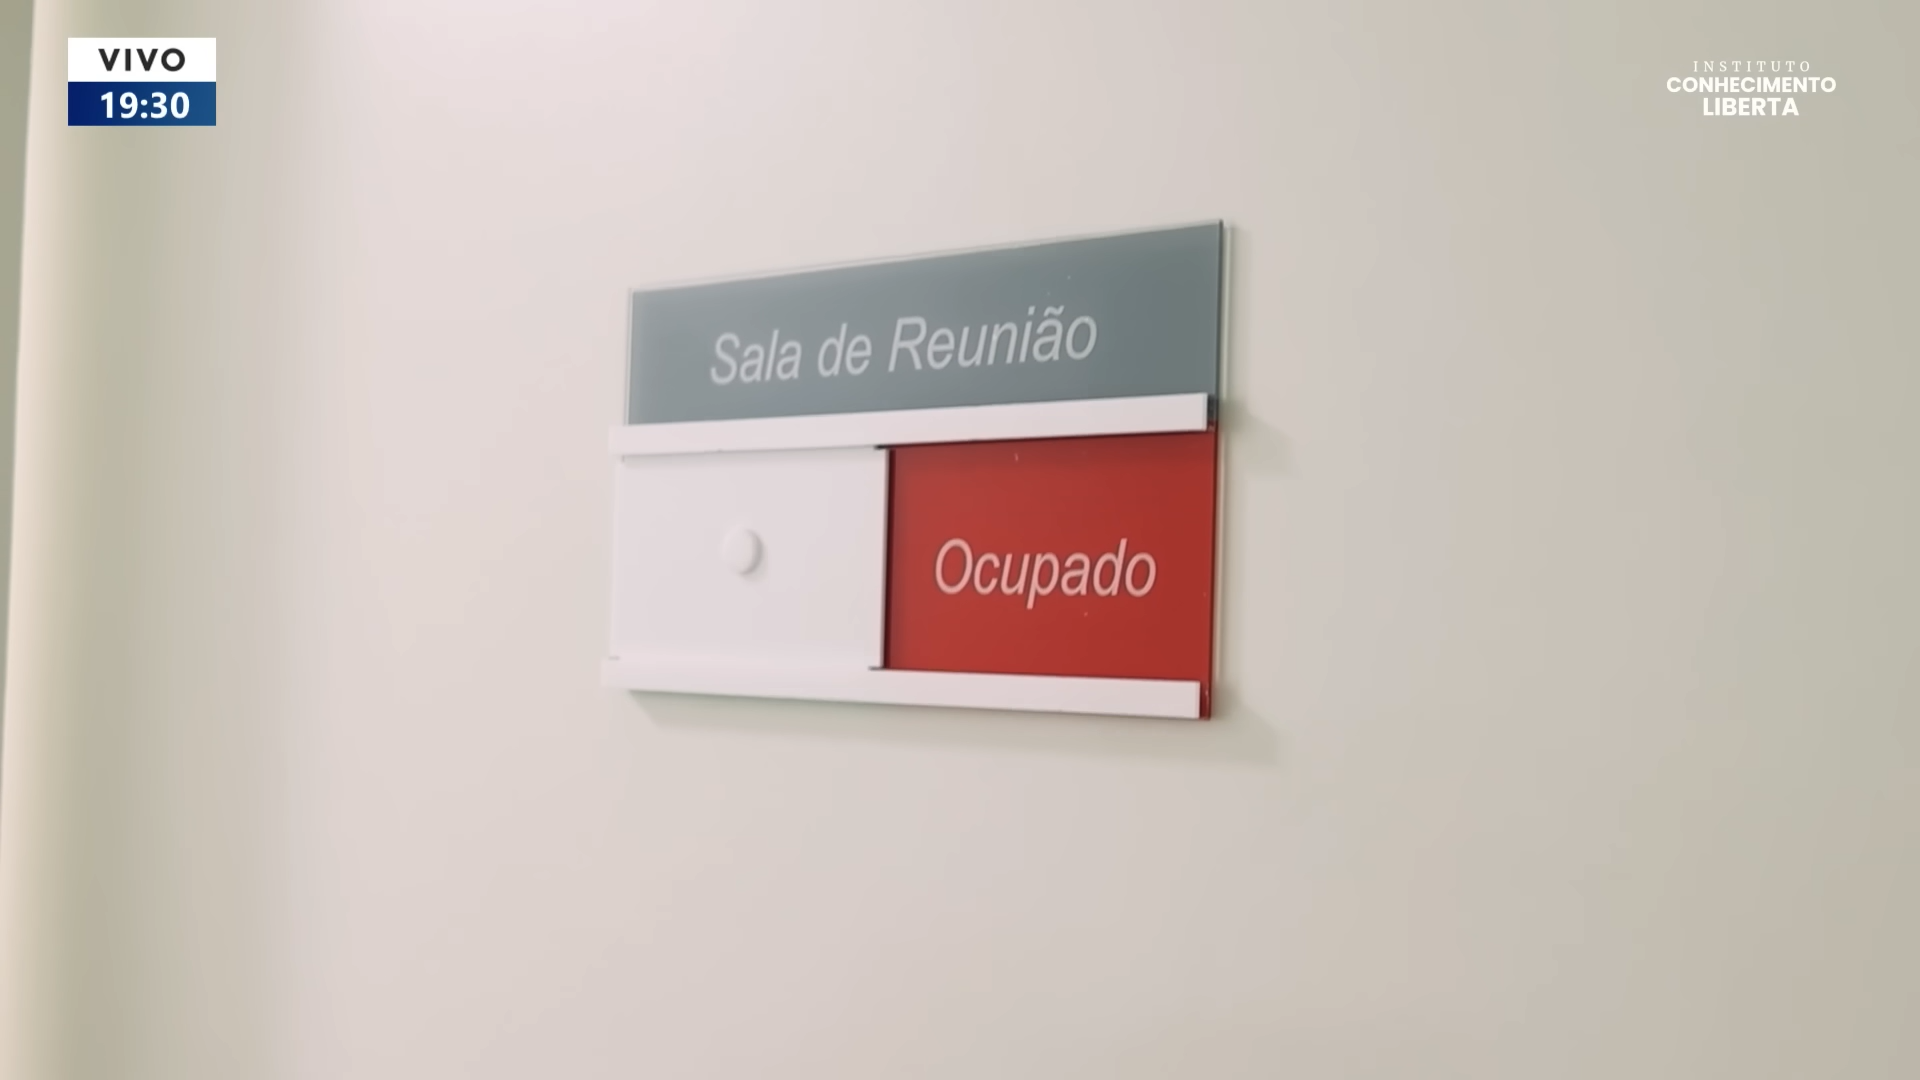 VIVO
19:30
INSTITUTO
CONHECIMENTO
LIBERTA
Sala de Reunião
Ocupado